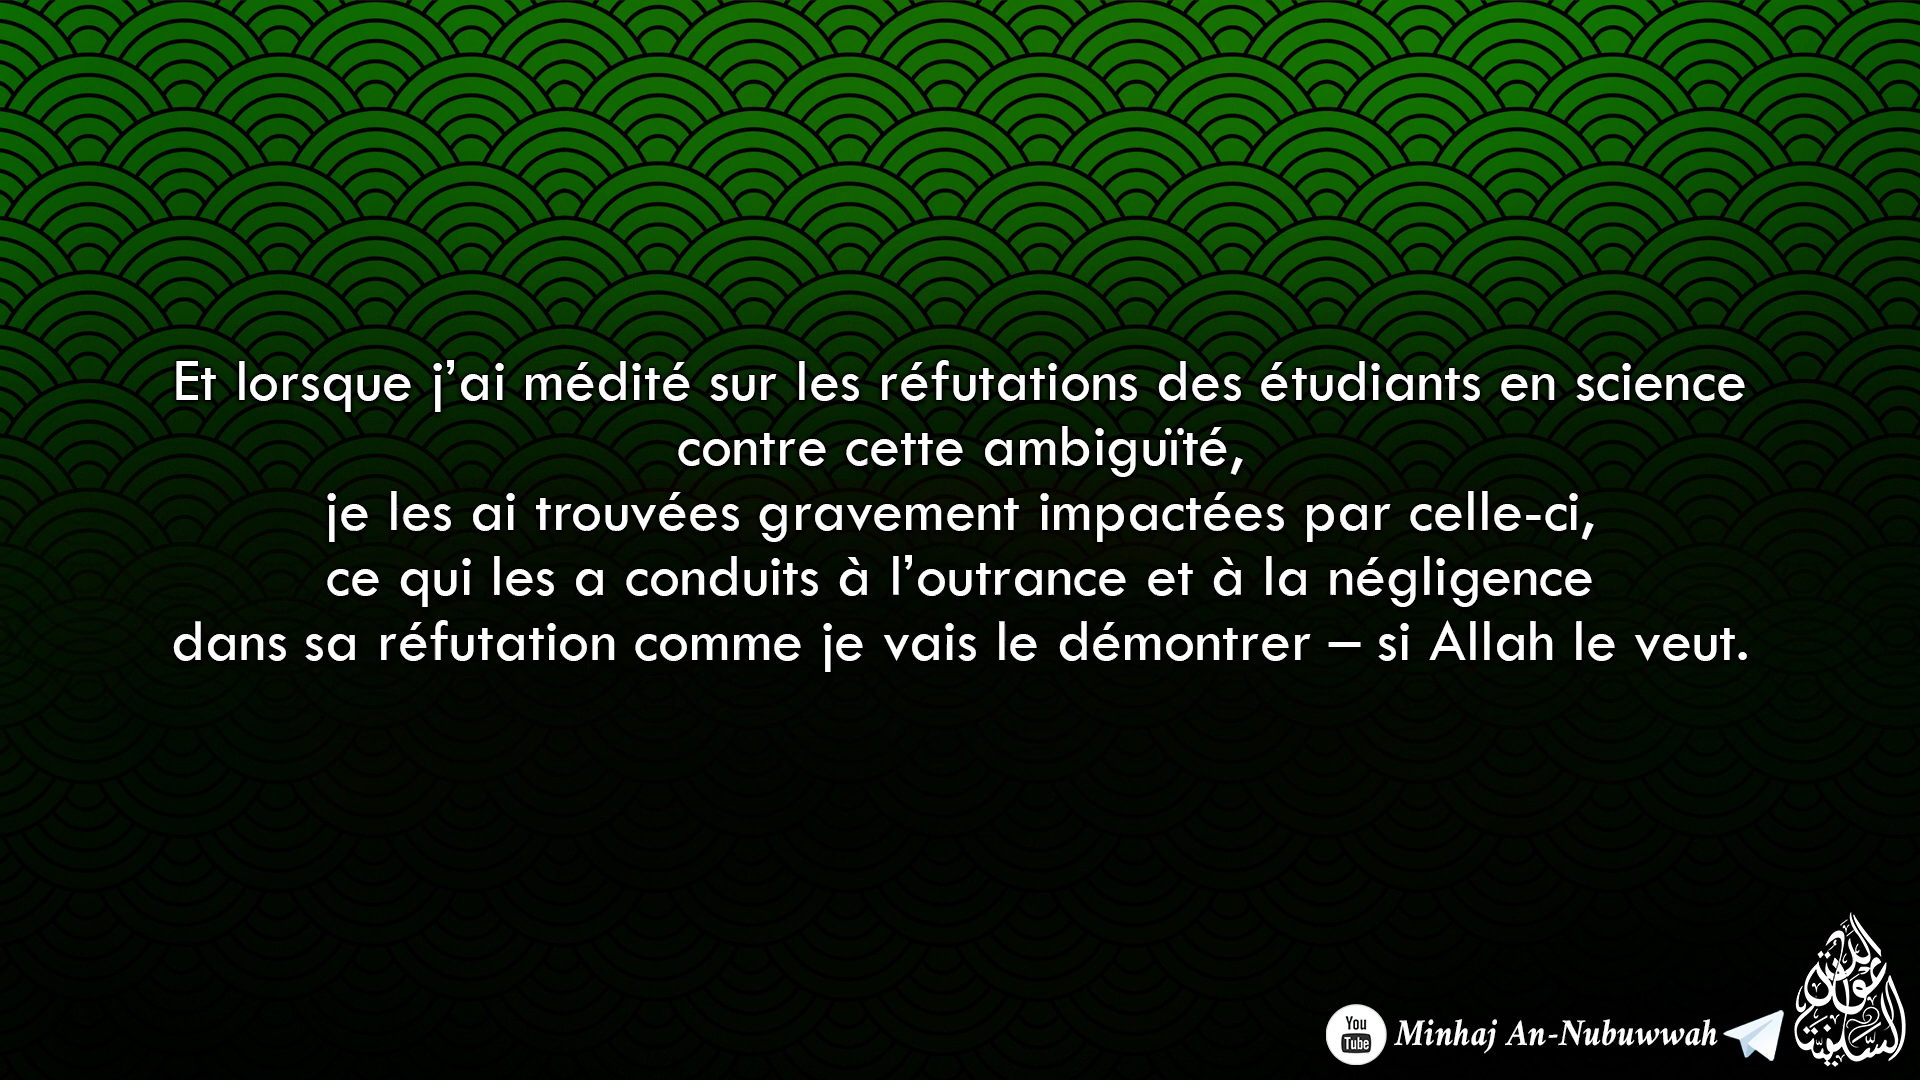 Et lorsque j’ai médité sur les réfutations des étudiants en science
contre cette ambiguïté,
je les ai trouvées gravement impactées par celle-ci,
ce qui les a conduits à l’outrance et à la négligence
dans sa réfutation comme je vais le démontrer – si Allah le veut.
You
Tube
Minhaj An-Nubuwwah
الدعوة
السلفية